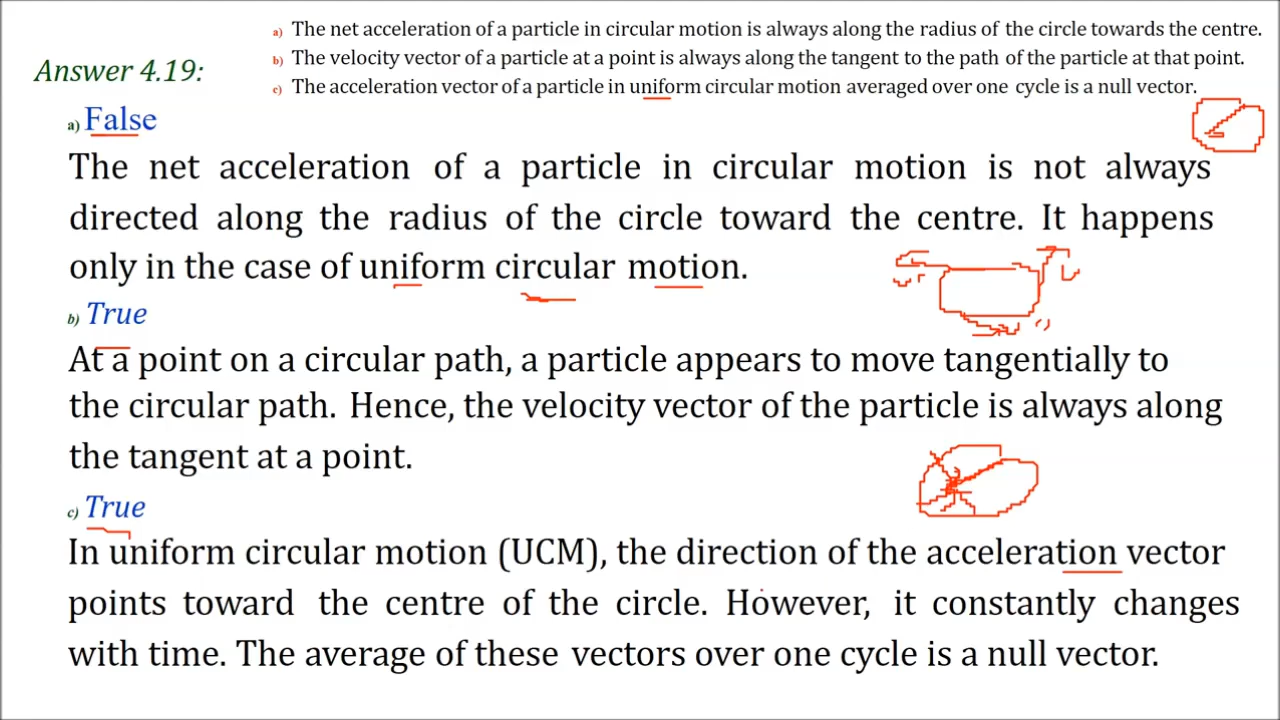 a) The net acceleration of a particle in circular motion is always along the radius of the circle towards the centre.
b) The velocity vector of a particle at a point is always along the tangent to the path of the particle at that point.
c) The acceleration vector of a particle in uniform circular motion averaged over one cycle is a null vector.
Answer 4.19:
a) False
The net acceleration of a particle in circular motion is not always
directed along the radius of the circle toward the centre. It happens
only in the case of uniform circular motion.
b) True
At a point on a circular path, a particle appears to move tangentially to
the circular path. Hence, the velocity vector of the particle is always along
the tangent at a point.
c) True
In uniform circular motion (UCM), the direction of the acceleration vector
points toward the centre of the circle. However, it constantly changes
with time. The average of these vectors over one cycle is a null vector.